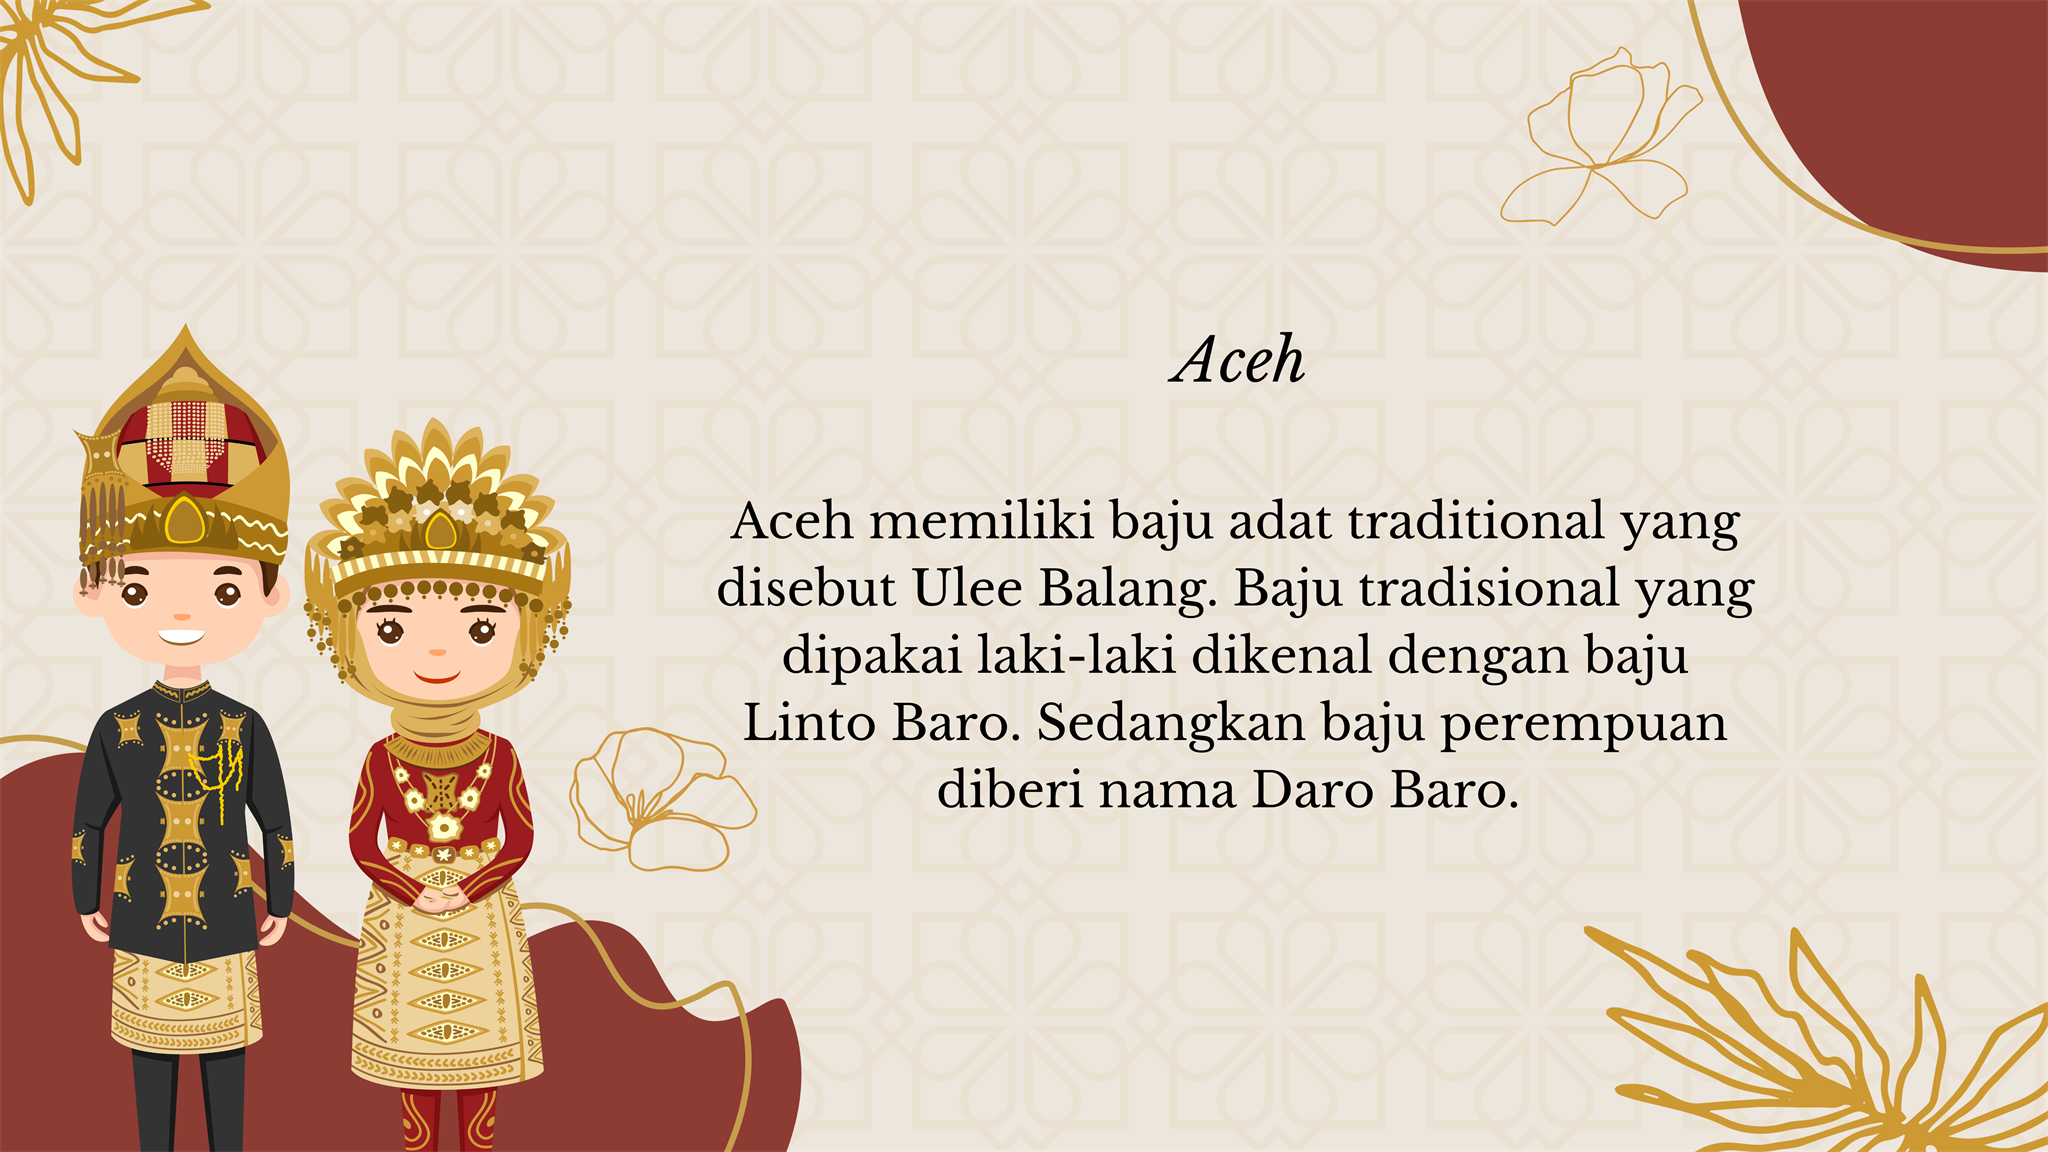 Aceh
Aceh memiliki baju adat traditional yang
disebut Ulee Balang. Baju tradisional yang
dipakai laki-laki dikenal dengan baju
Linto Baro. Sedangkan baju perempuan
diberi nama Daro Baro.